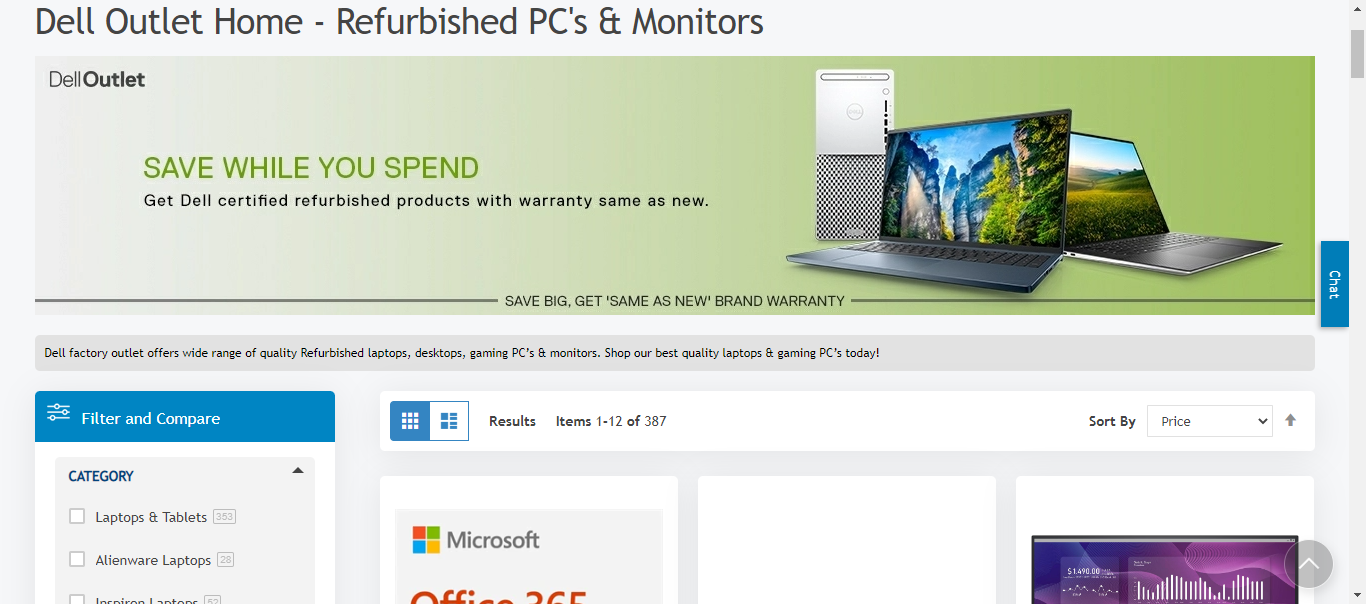 Dell Outlet Home - Refurbished PC's & Monitors
DellOutlet
SAVE WHILE YOU SPEND
Get Dell certified refurbished products with warranty same as new.
SAVE BIG, GET 'SAME AS NEW' BRAND WARRANTY
Chat
Dell factory outlet offers wide range of quality Refurbished laptops, desktops, gaming PC’s & monitors. Shop our best quality laptops & gaming PC’s today!
Filter and Compare
Results Items 1-12 of 387
Sort By Price
CATEGORY
Laptops & Tablets 353
Alienware Laptops 28
Inspiron Laptops 52
Microsoft
Office 365
$1,490.00